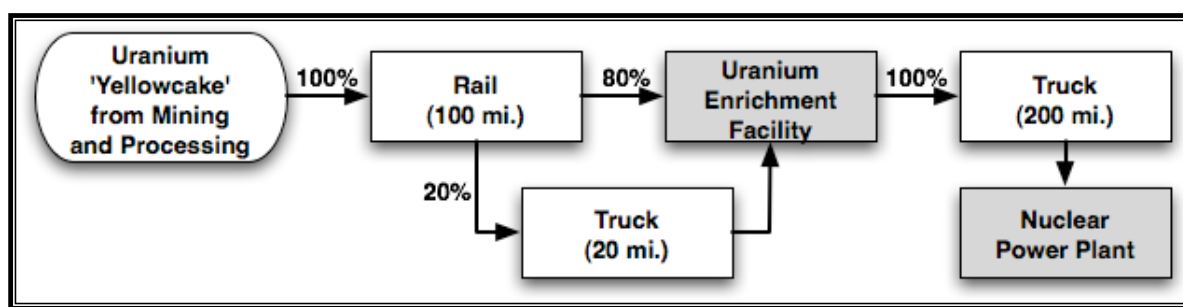 Uranium
'Yellowcake'
from Mining
and Processing
100%
Rail
(100 mi.)
80%
Uranium
Enrichment
Facility
100%
Truck
(200 mi.)
20%
Truck
(20 mi.)
Nuclear
Power Plant